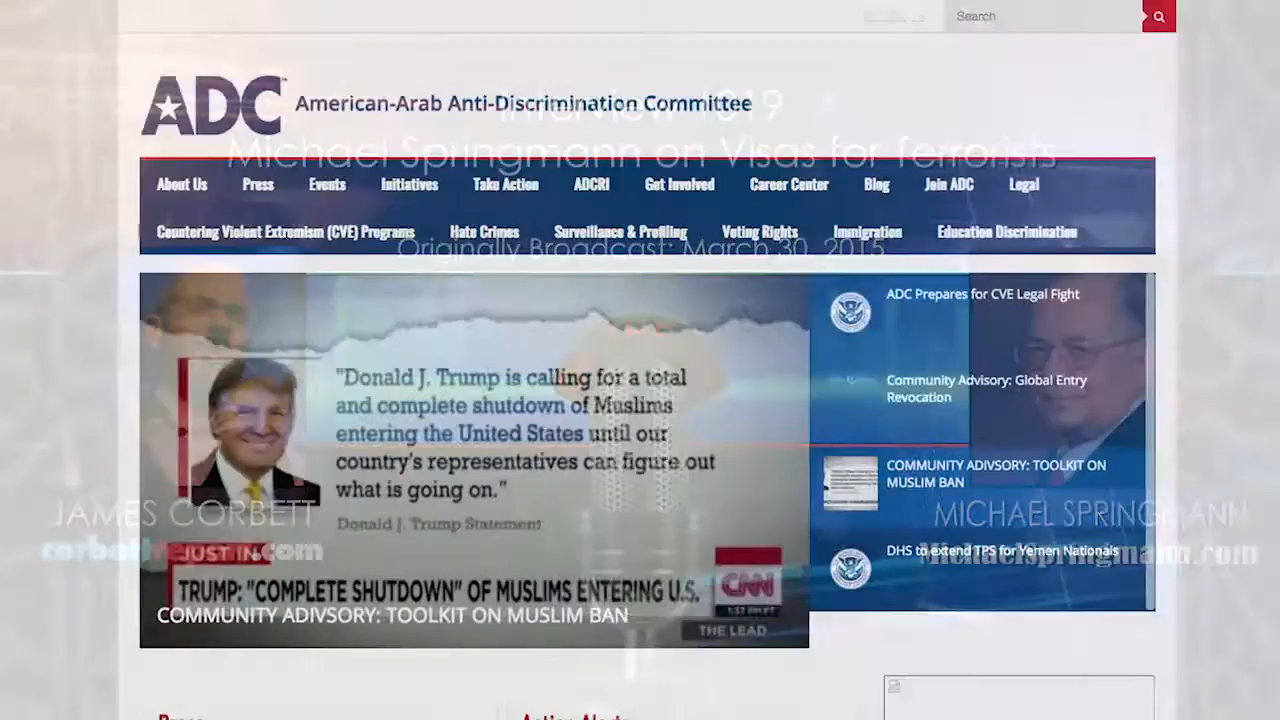 Search
ADC
American-Arab Anti-Discrimination Committee
Michael Springmann on Visas for Terrorists
About Us Press Events Initiatives Take Action ADCRI Get Involved Career Center Blog Join ADC Legal
Countering Violent Extremism (CVE) Programs Hate Crimes Surveillance & Profiling Voting Rights Immigration Education Discrimination
Originally Broadcast: March 30, 2015
"Donald J. Trump is calling for a total
and complete shutdown of Muslims
entering the United States until our
country's representatives can figure out
what is going on."
Donald J. Trump Statement
JUST IN
TRUMP: "COMPLETE SHUTDOWN" OF MUSLIMS ENTERING U.S.
CNN
1:37 PM PT
THE LEAD
COMMUNITY ADIVSORY: TOOLKIT ON MUSLIM BAN
ADC Prepares for CVE Legal Fight
Community Advisory: Global Entry
Revocation
COMMUNITY ADIVSORY: TOOLKIT ON
MUSLIM BAN
DHS to extend TPS for Yemen Nationals
JAMES CORBETT
MICHAEL SPRINGMANN
MichaelSpringmann.com